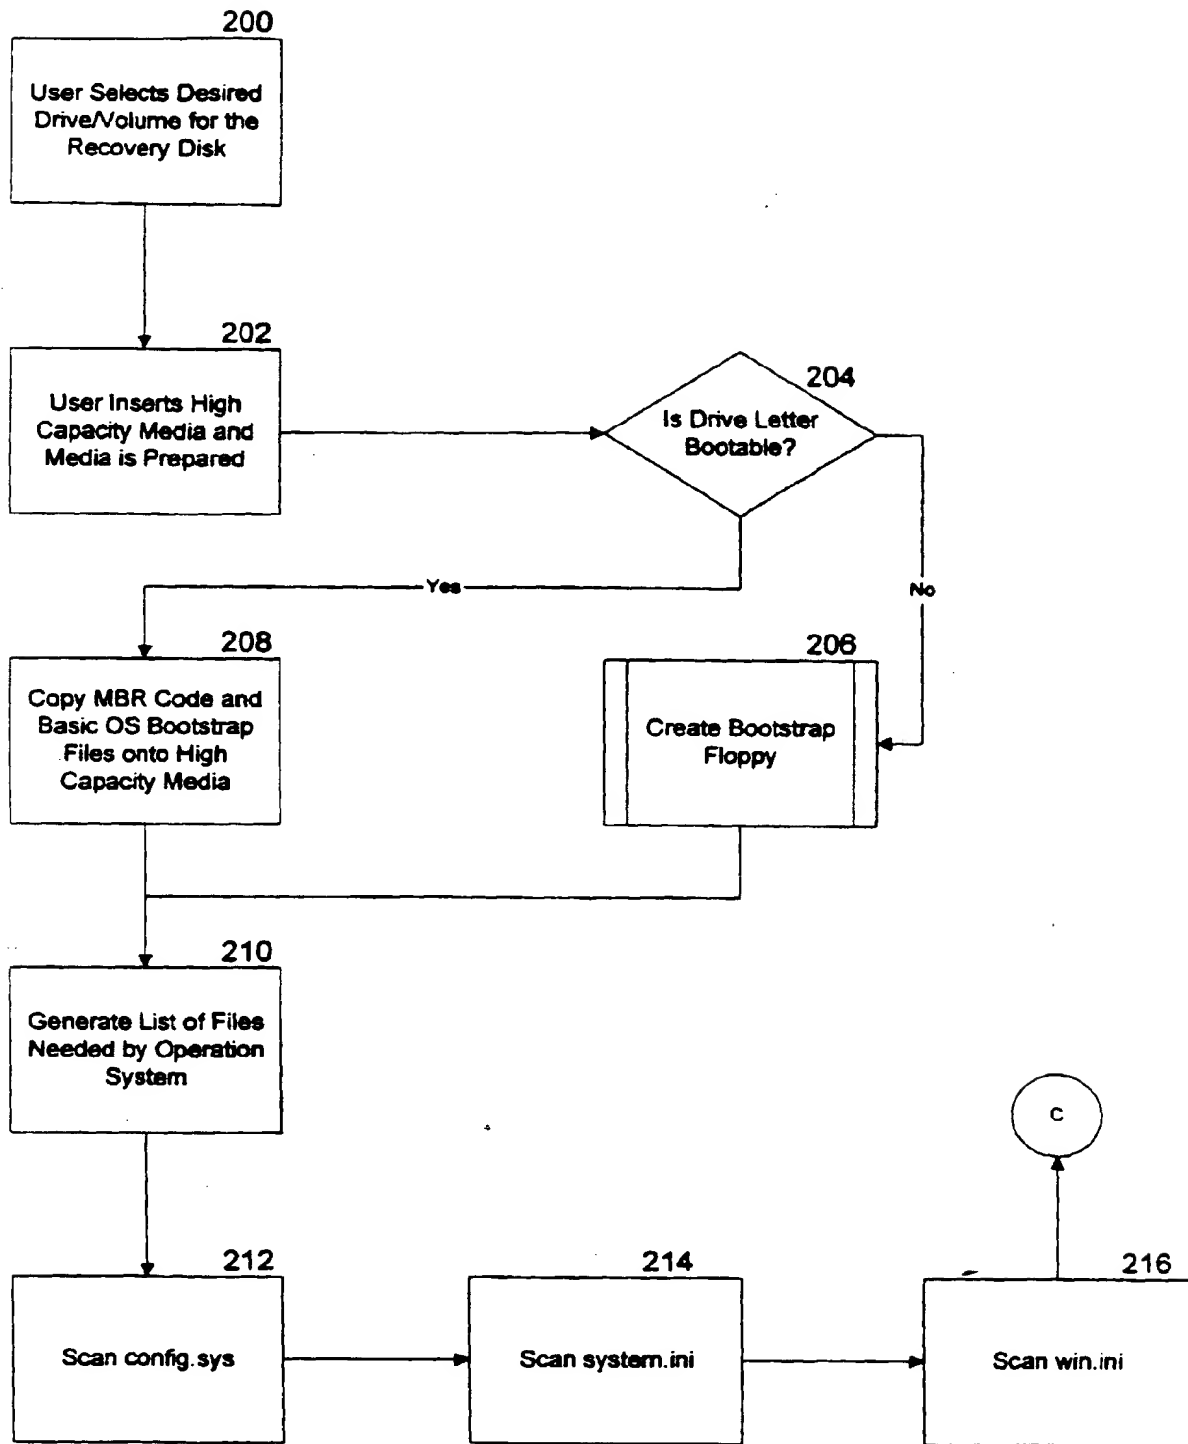 200
User Selects Desired
Drive/Volume for the
Recovery Disk
202
User Inserts High
Capacity Media and
Media is Prepared
204
Is Drive Letter
Bootable?
Yes
No
208
Copy MBR Code and
Basic OS Bootstrap
Files onto High
Capacity Media
206
Create Bootstrap
Floppy
210
Generate List of Files
Needed by Operation
System
C
212
Scan config.sys
214
Scan system.ini
216
Scan win.ini